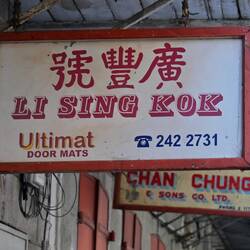 號豐廣
LI SING KOK
Ultimat
DOOR MATS
☎ 242 2731
CHAN CHUNG
& SONS CO. LTD.